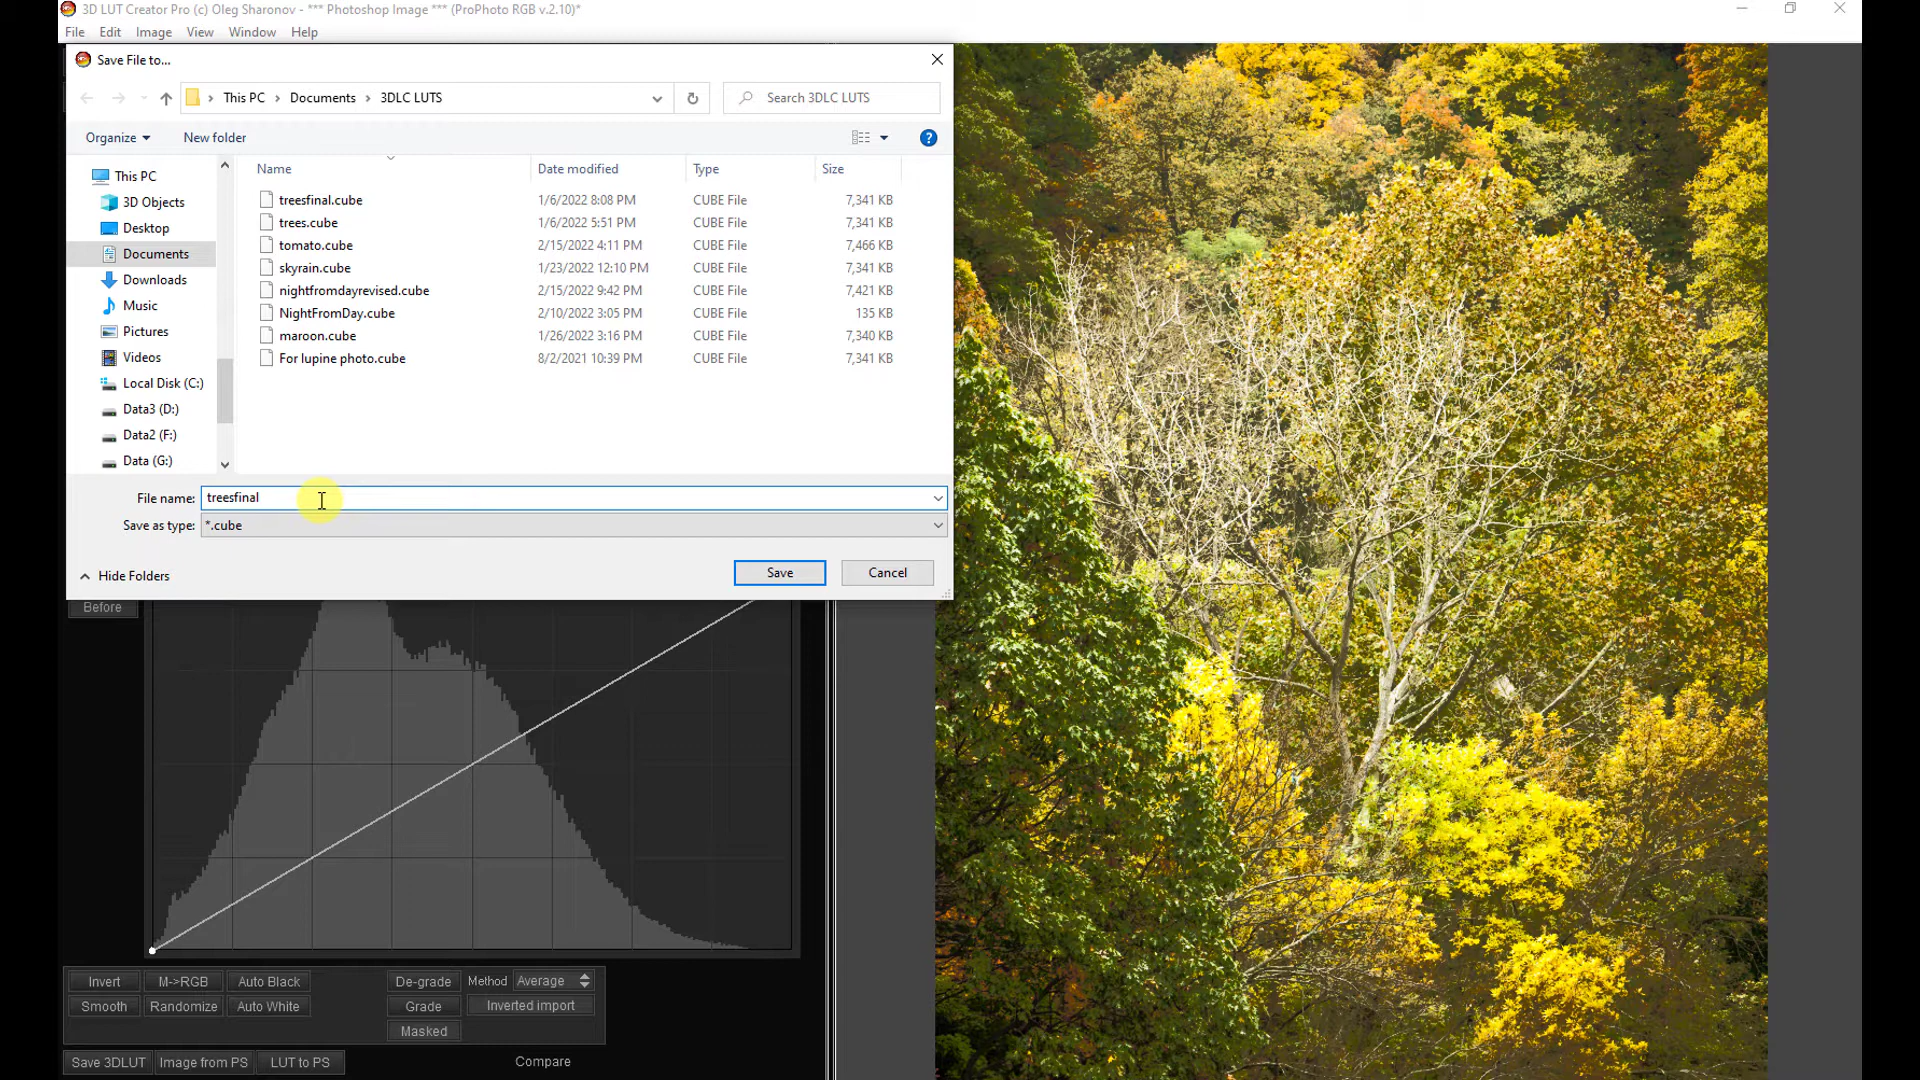 3D LUT Creator Pro (c) Oleg Sharonov - *** Photoshop Image *** (ProPhoto RGB v.2.10)*
File Edit Image View Window Help
Save File to...
This PC > Documents > 3DLC LUTS
Search 3DLC LUTS
Organize
New folder
Name Date modified Type Size
This PC
3D Objects
Desktop
Documents
Downloads
Music
Pictures
Videos
Local Disk (C:)
Data3 (D:)
Data2 (F:)
Data (G:)
treesfinal.cube 1/6/2022 8:08 PM CUBE File 7,341 KB
trees.cube 1/6/2022 5:51 PM CUBE File 7,341 KB
tomato.cube 2/15/2022 4:11 PM CUBE File 7,466 KB
skyrain.cube 1/23/2022 12:10 PM CUBE File 7,341 KB
nightfromdayrevised.cube 2/15/2022 9:42 PM CUBE File 7,421 KB
NightFromDay.cube 2/10/2022 3:05 PM CUBE File 135 KB
maroon.cube 1/26/2022 3:16 PM CUBE File 7,340 KB
For lupine photo.cube 8/2/2021 10:39 PM CUBE File 7,341 KB
File name: treesfinal
Save as type: *.cube
Hide Folders
Save
Cancel
Before
Invert M->RGB Auto Black De-grade Method Average
Smooth Randomize Auto White Grade Inverted import
Masked
Save 3DLUT Image from PS LUT to PS Compare